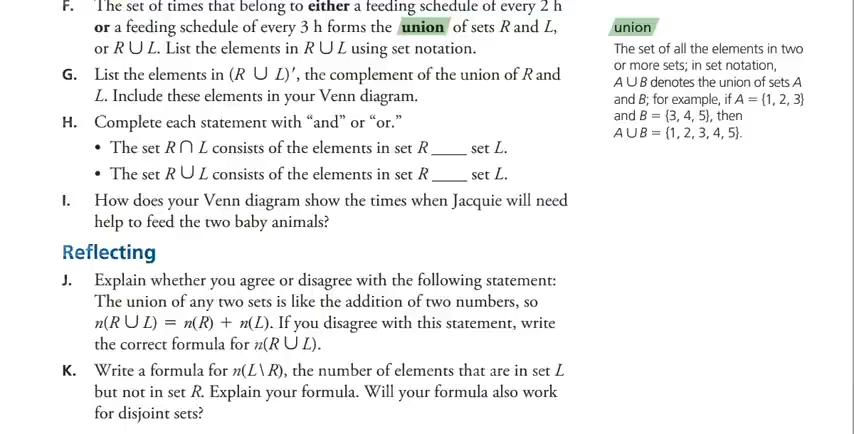 F. The set of times that belong to either a feeding schedule of every 2 h
or a feeding schedule of every 3 h forms the union of sets R and L,
or R ∪ L. List the elements in R ∪ L using set notation.
G. List the elements in (R ∪ L)′, the complement of the union of R and
L. Include these elements in your Venn diagram.
H. Complete each statement with “and” or “or.”
• The set R ∩ L consists of the elements in set R ____ set L.
• The set R ∪ L consists of the elements in set R ____ set L.
I. How does your Venn diagram show the times when Jacquie will need
help to feed the two baby animals?
Reflecting
J. Explain whether you agree or disagree with the following statement:
The union of any two sets is like the addition of two numbers, so
n(R ∪ L) = n(R) + n(L). If you disagree with this statement, write
the correct formula for n(R ∪ L).
K. Write a formula for n(L\R), the number of elements that are in set L
but not in set R. Explain your formula. Will your formula also work
for disjoint sets?
union
The set of all the elements in two
or more sets; in set notation,
A ∪ B denotes the union of sets A
and B; for example, if A = {1, 2, 3}
and B = {3, 4, 5}, then
A ∪ B = {1, 2, 3, 4, 5}.